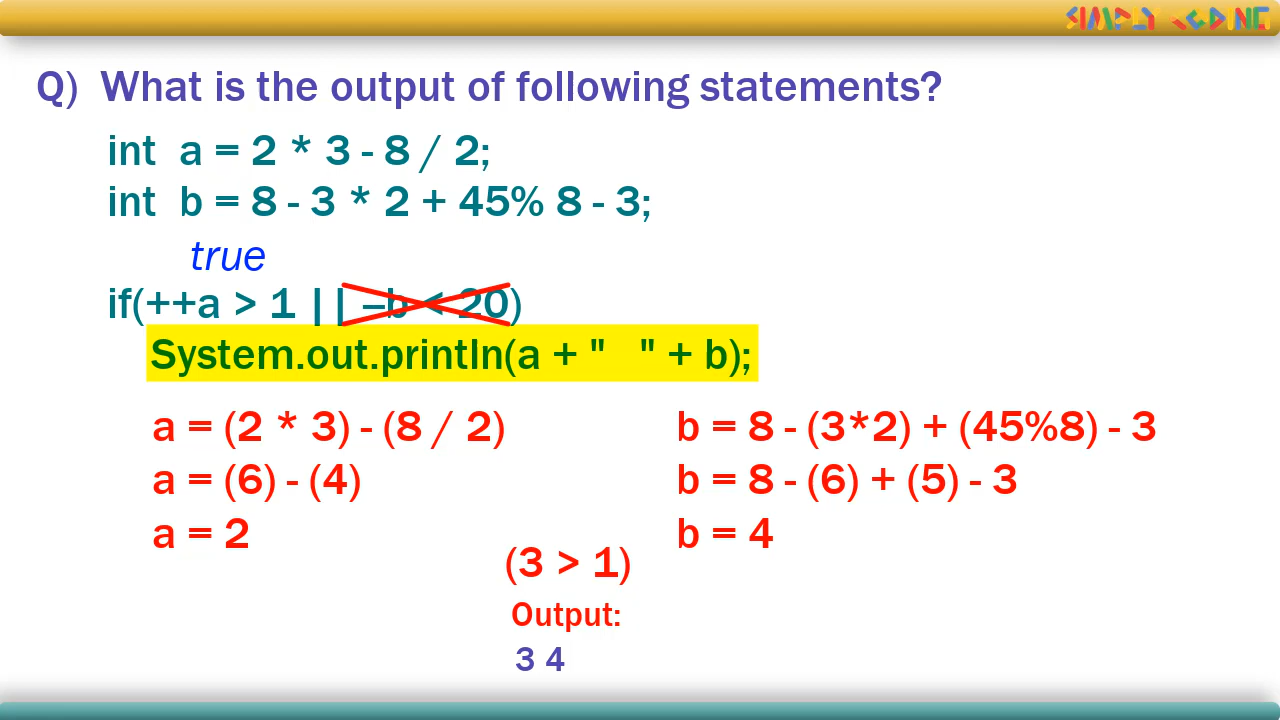 SIMPLY CODING
Q) What is the output of following statements?
int a = 2 * 3 - 8 / 2;
int b = 8 - 3 * 2 + 45% 8 - 3;
true
if(++a > 1 || –b < 20)
System.out.println(a + "   " + b);
a = (2 * 3) - (8 / 2)
b = 8 - (3*2) + (45%8) - 3
a = (6) - (4)
b = 8 - (6) + (5) - 3
a = 2
b = 4
(3 > 1)
Output:
3 4